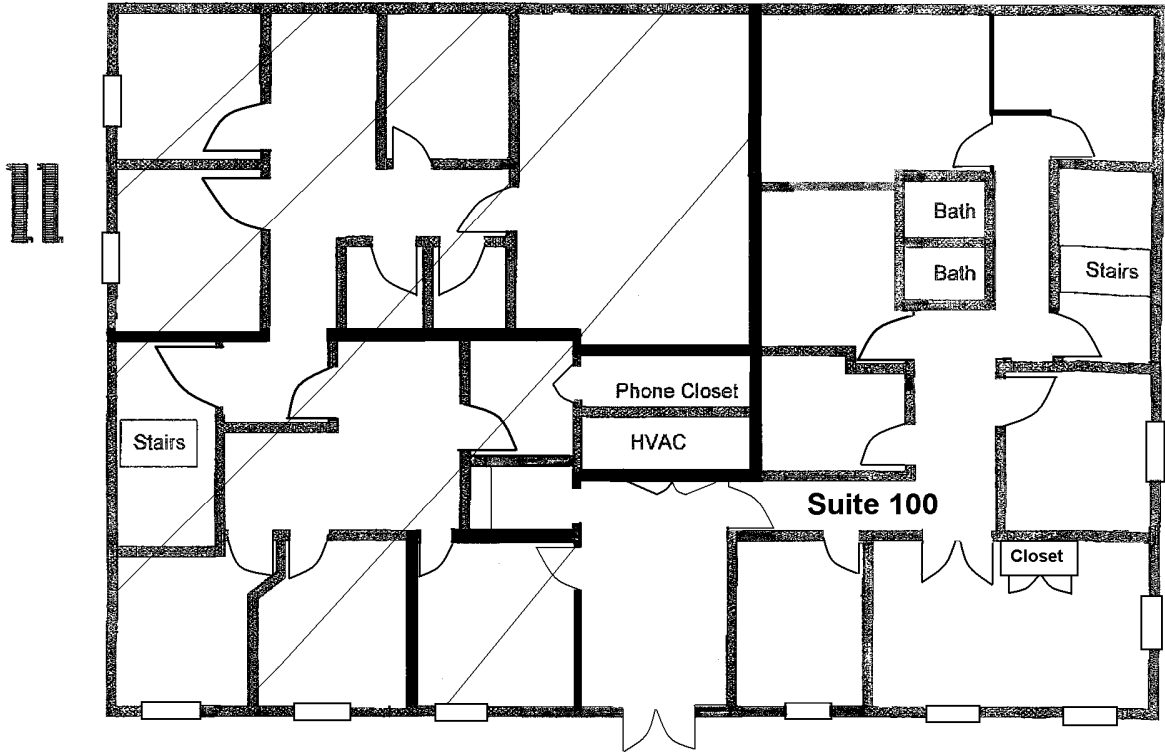 Bath
Bath
Stairs
Phone Closet
HVAC
Stairs
Suite 100
Closet